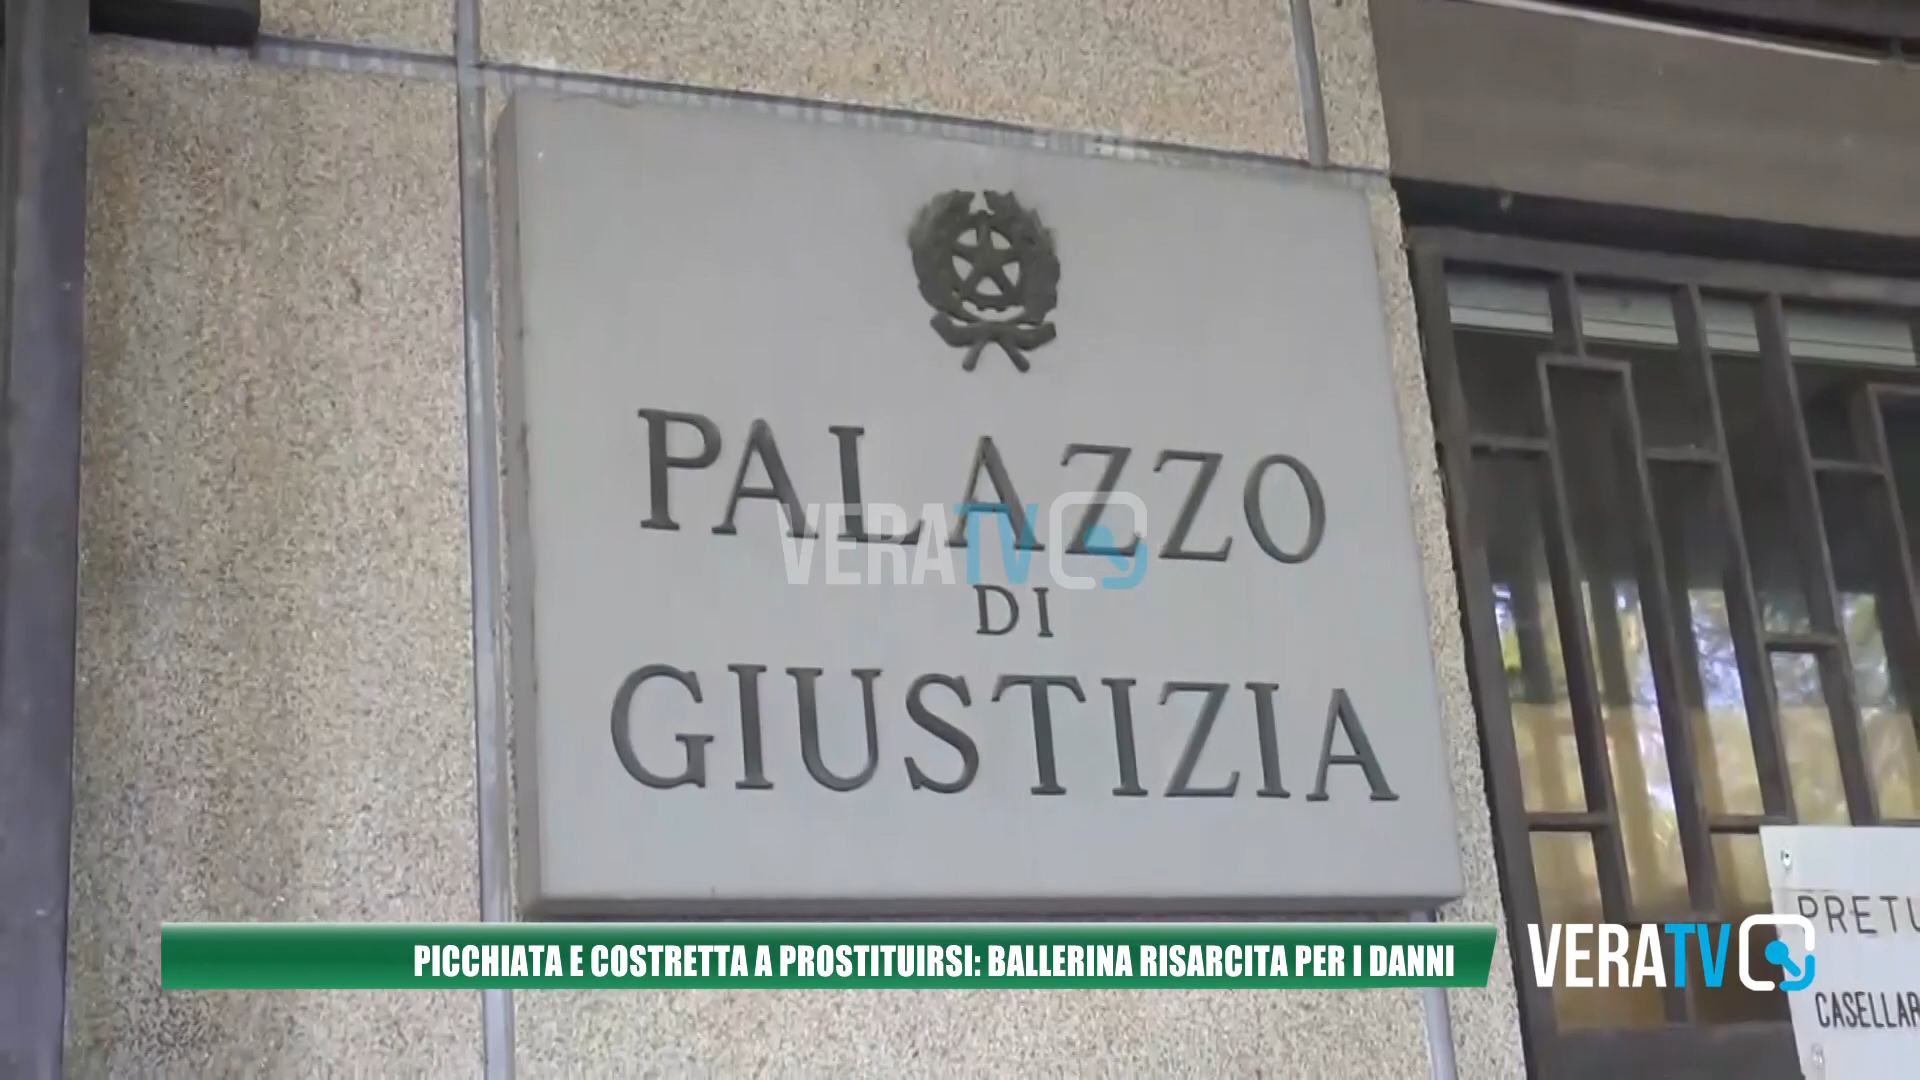 PALAZZO
VERATV
DI
GIUSTIZIA
PICCHIATA E COSTRETTA A PROSTITUIRSI: BALLERINA RISARCITA PER I DANNI
VERATV
PRETU
CASELLAR